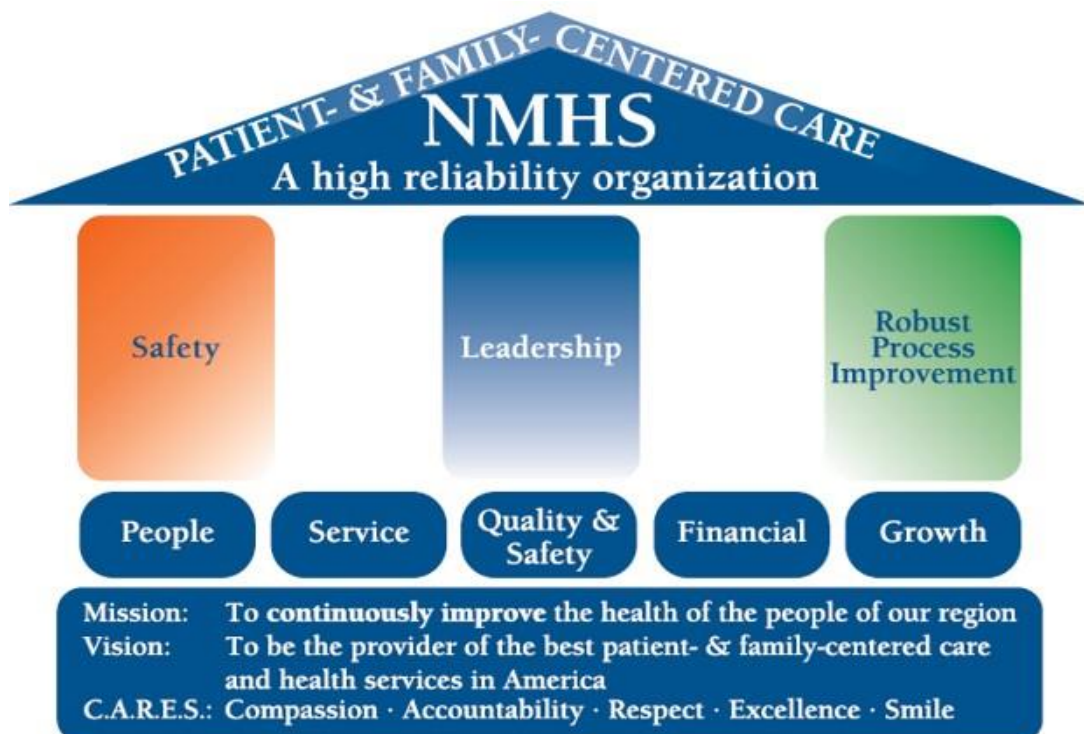 PATIENT- & FAMILY- CENTERED CARE
NMHS
A high reliability organization
Safety
Leadership
Robust
Process
Improvement
People
Service
Quality &
Safety
Financial
Growth
Mission: To continuously improve the health of the people of our region
Vision: To be the provider of the best patient- & family-centered care
and health services in America
C.A.R.E.S.: Compassion · Accountability · Respect · Excellence · Smile